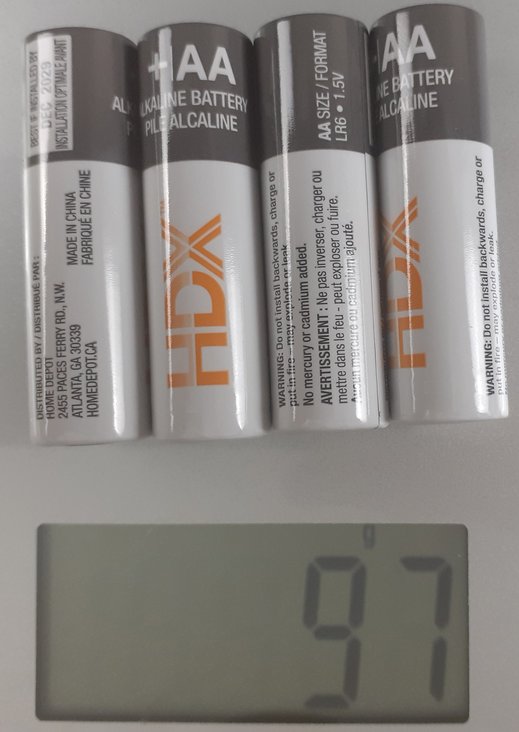 BEST IF INSTALLED BY
DEC 2029
INSTALLATION OPTIMALE AVANT
DISTRIBUTED BY / DISTRIBUÉ PAR :
HOME DEPOT
2455 PACES FERRY RD., N.W.
ATLANTA, GA 30339
HOMEDEPOT.CA
MADE IN CHINA
FABRIQUÉ EN CHINE
ALK
P
+AA
ALKALINE BATTERY
PILE ALCALINE
HDX™
AA SIZE / FORMAT
LR6 • 1.5V
WARNING: Do not install backwards, charge or
put in fire – may explode or leak.
No mercury or cadmium added.
AVERTISSEMENT : Ne pas inverser, charger ou
mettre dans le feu - peut exploser ou fuire.
Aucun mercure ou cadmium ajouté.
+AA
NE BATTERY
ALCALINE
HDX
WARNING: Do not install backwards, charge or
put in fire – may explode or leak.
g
97